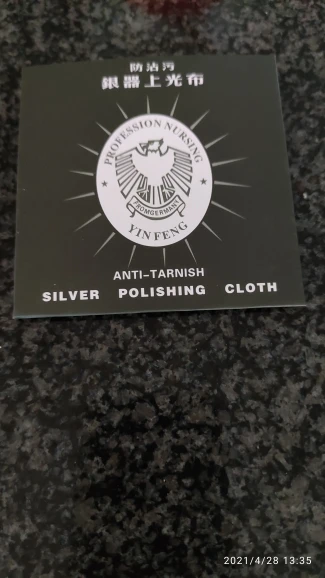 防沾污
銀器上光布
PROFESSION NURSING
FROMGERMANY
YIN FENG
ANTI-TARNISH
SILVER POLISHING CLOTH
2021/4/28 13:35